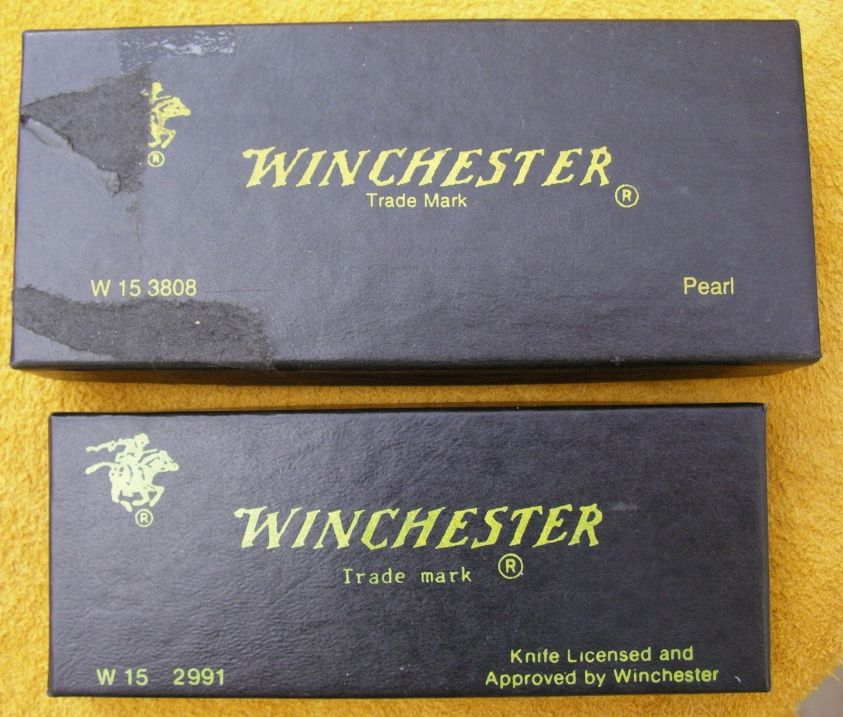 ®
WINCHESTER
Trade Mark ®
W 15 3808 Pearl
®
WINCHESTER
Trade mark ®
Knife Licensed and
W 15 2991 Approved by Winchester